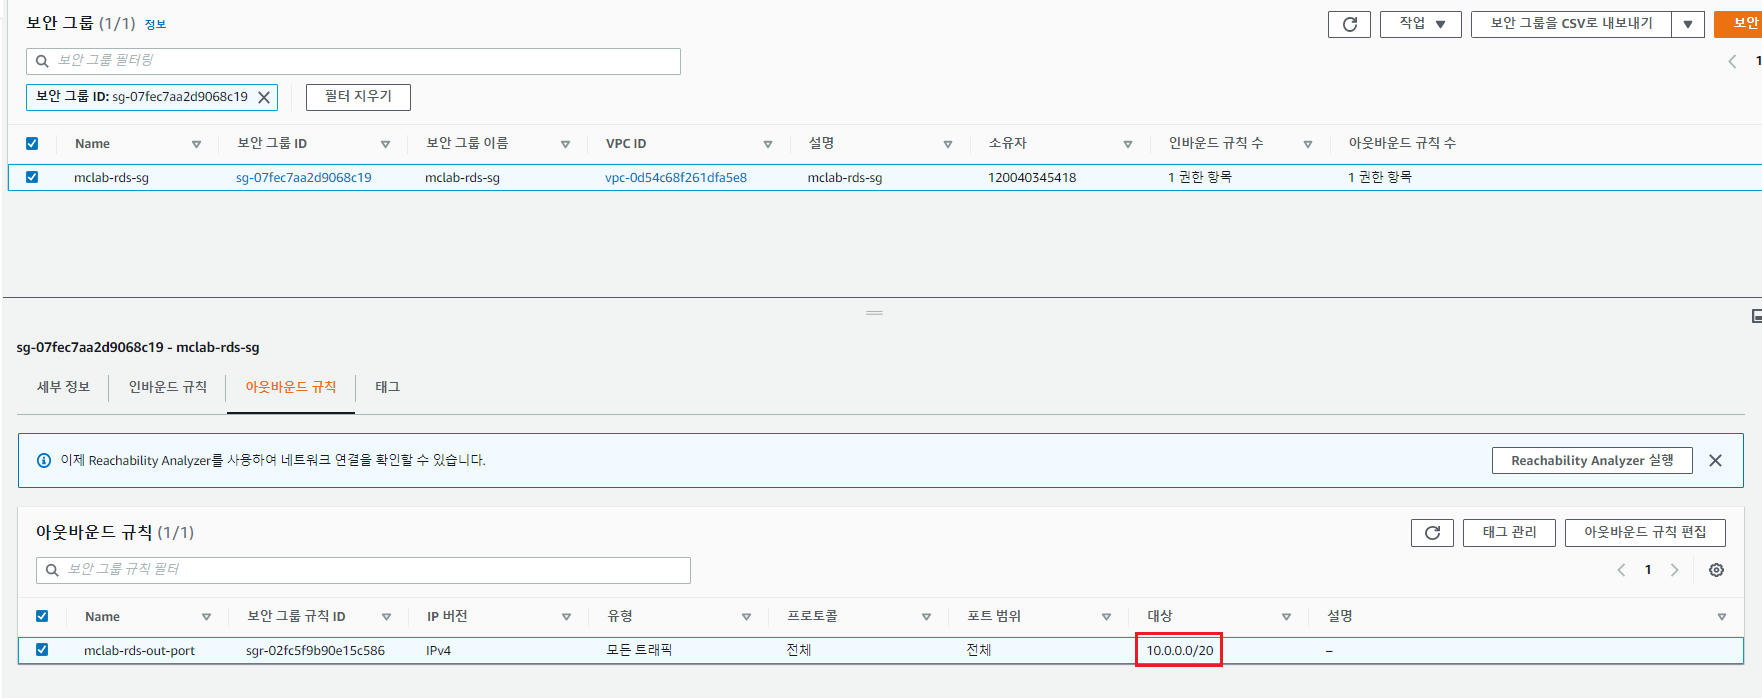 보안 그룹 (1/1) 정보
작업 보안 그룹을 CSV로 내보내기 보안
보안 그룹 필터링
1
보안 그룹 ID: sg-07fec7aa2d9068c19 필터 지우기
Name 보안 그룹 ID 보안 그룹 이름 VPC ID 설명 소유자 인바운드 규칙 수 아웃바운드 규칙 수
mclab-rds-sg sg-07fec7aa2d9068c19 mclab-rds-sg vpc-0d54c68f261dfa5e8 mclab-rds-sg 120040345418 1 권한 항목 1 권한 항목
sg-07fec7aa2d9068c19 - mclab-rds-sg
세부 정보 인바운드 규칙 아웃바운드 규칙 태그
이제 Reachability Analyzer를 사용하여 네트워크 연결을 확인할 수 있습니다. Reachability Analyzer 실행
아웃바운드 규칙 (1/1) 태그 관리 아웃바운드 규칙 편집
보안 그룹 규칙 필터 1
Name 보안 그룹 규칙 ID IP 버전 유형 프로토콜 포트 범위 대상 설명
mclab-rds-out-port sgr-02fc5f9b90e15c586 IPv4 모든 트래픽 전체 전체 10.0.0.0/20 –